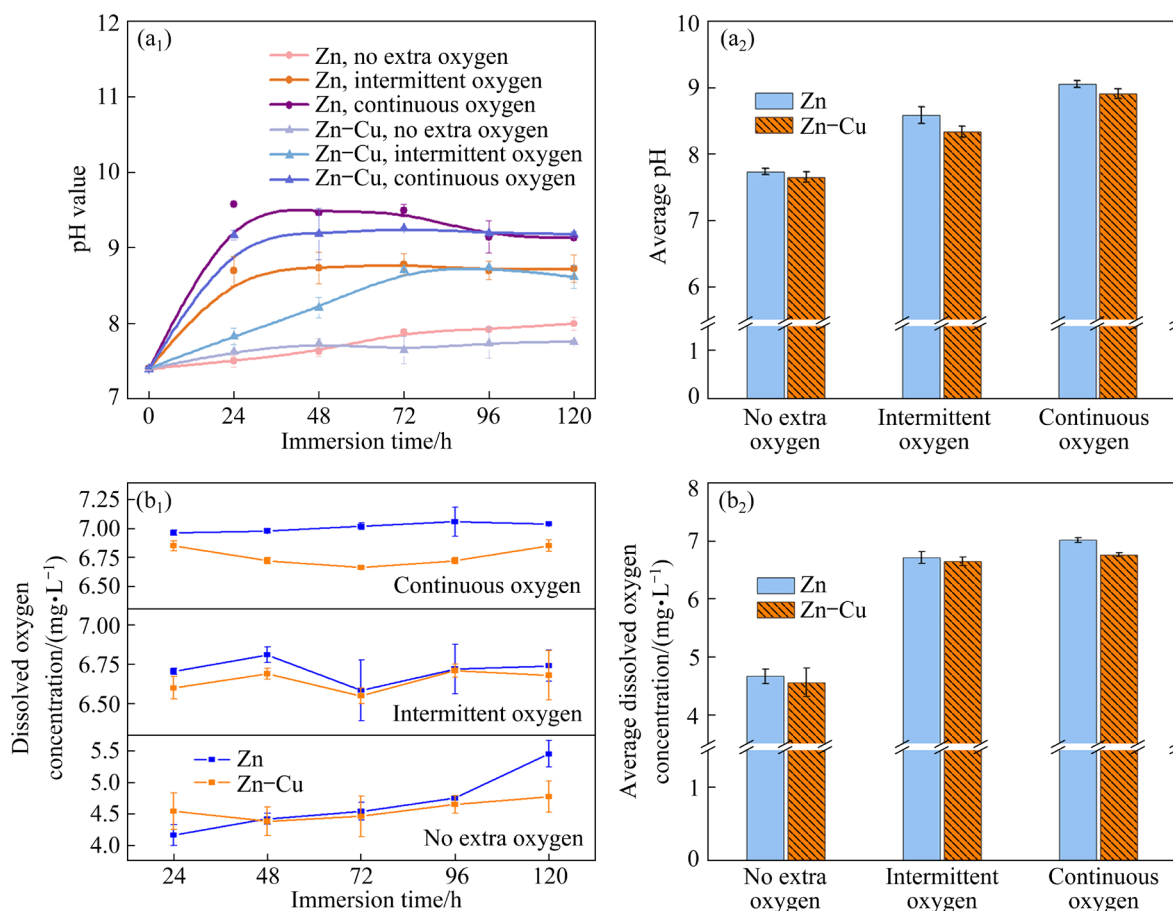 (a₁)
12
11
10
9
8
7
pH value
Zn, no extra oxygen
Zn, intermittent oxygen
Zn, continuous oxygen
Zn−Cu, no extra oxygen
Zn−Cu, intermittent oxygen
Zn−Cu, continuous oxygen
0 24 48 72 96 120
Immersion time/h
(a₂)
10
9
8
7
6
1
0
Average pH
Zn
Zn−Cu
No extra
oxygen
Intermittent
oxygen
Continuous
oxygen
(b₁)
7.25
7.00
6.75
6.50
Continuous oxygen
7.00
6.75
6.50
Intermittent oxygen
5.5
5.0
4.5
4.0
Zn
Zn−Cu
No extra oxygen
Dissolved oxygen
concentration/(mg•L⁻¹)
24 48 72 96 120
Immersion time/h
(b₂)
8
7
6
5
4
1
0
Average dissolved oxygen
concentration/(mg•L⁻¹)
Zn
Zn−Cu
No extra
oxygen
Intermittent
oxygen
Continuous
oxygen